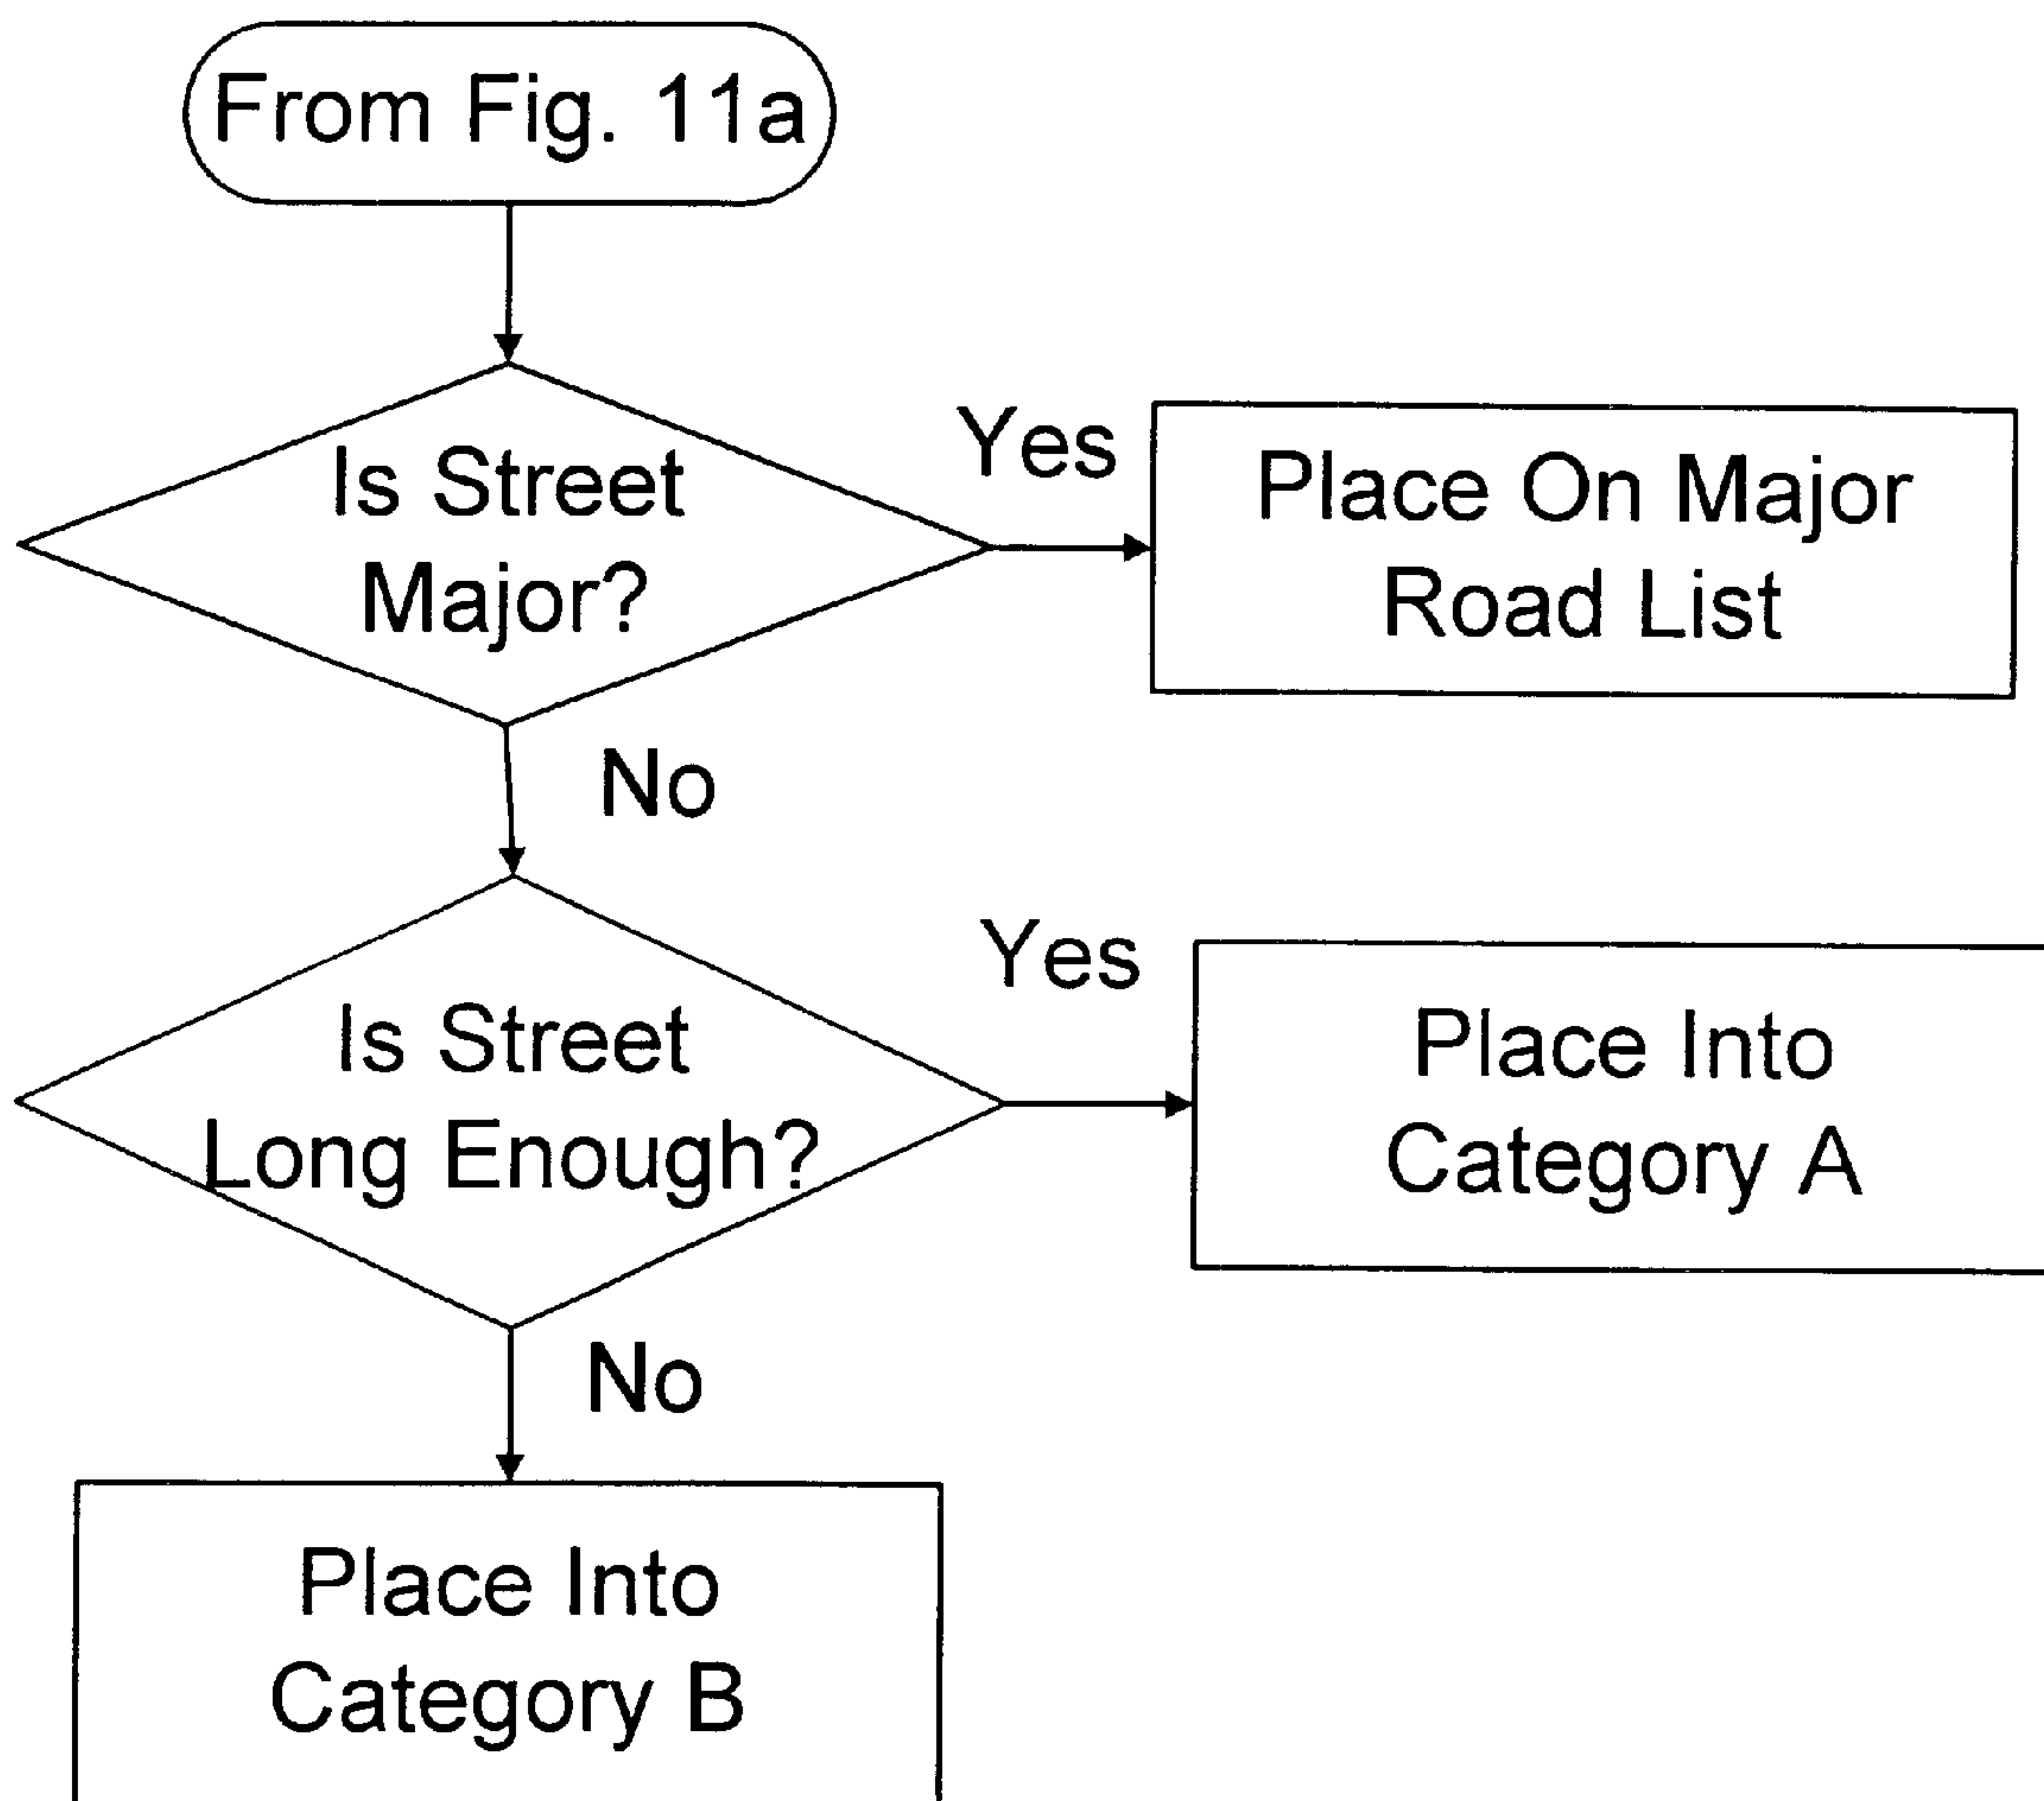 From Fig. 11a
Is Street
Major?
Yes
Place On Major
Road List
No
Is Street
Long Enough?
Yes
Place Into
Category A
No
Place Into
Category B